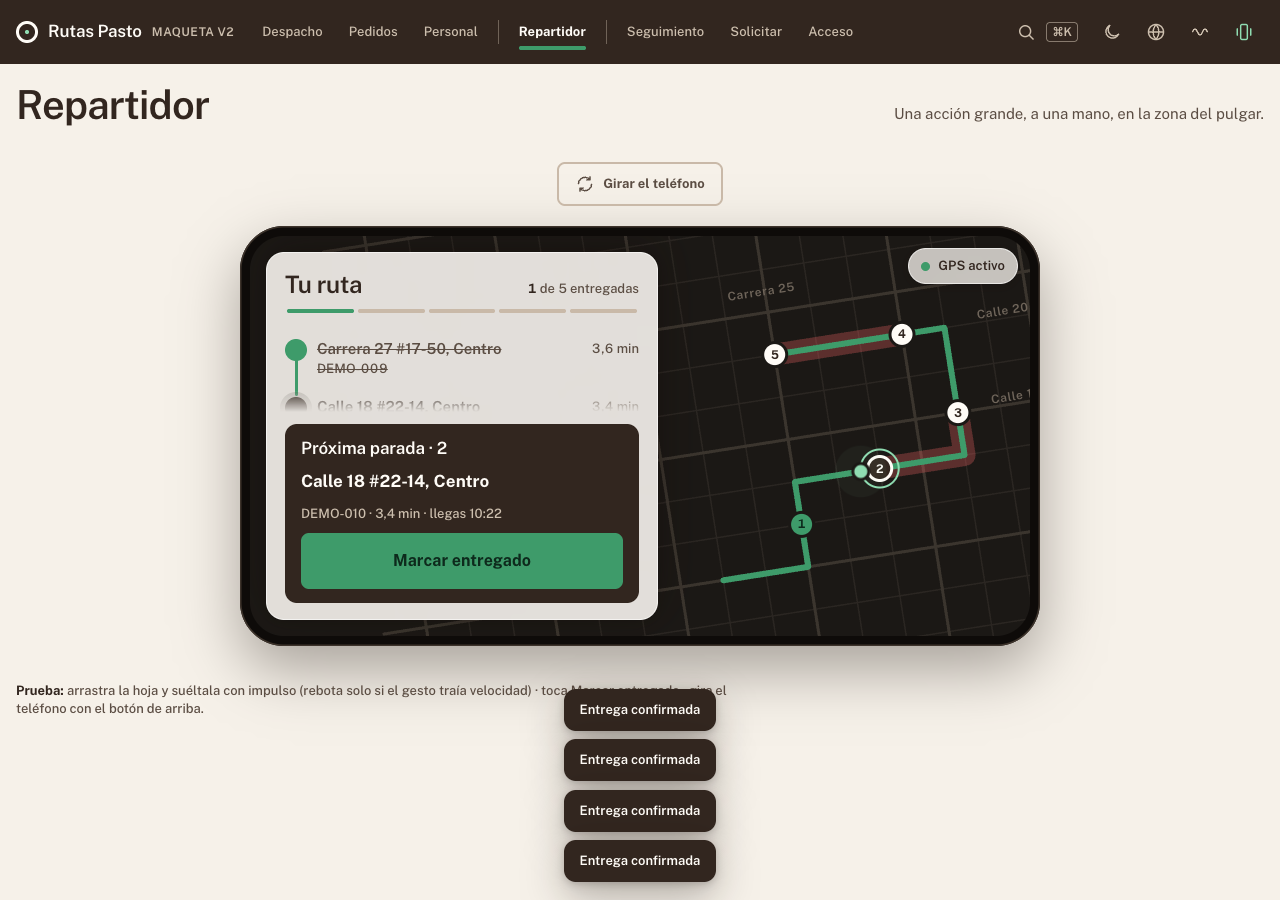 Rutas Pasto MAQUETA V2 Despacho Pedidos Personal Repartidor Seguimiento Solicitar Acceso ⌘K
Repartidor
Una acción grande, a una mano, en la zona del pulgar.
Girar el teléfono
Tu ruta
1 de 5 entregadas
Carrera 27 #17-50, Centro 3,6 min
DEMO-009
Calle 18 #22-14, Centro 3,4 min
Próxima parada · 2
Calle 18 #22-14, Centro
DEMO-010 · 3,4 min · llegas 10:22
Marcar entregado
GPS activo
Carrera 25
Calle 20
Calle
5
4
3
2
1
Prueba: arrastra la hoja y suéltala con impulso (rebota solo si el gesto traía velocidad) · toca Marcar entregado · gira el
teléfono con el botón de arriba.
Entrega confirmada
Entrega confirmada
Entrega confirmada
Entrega confirmada